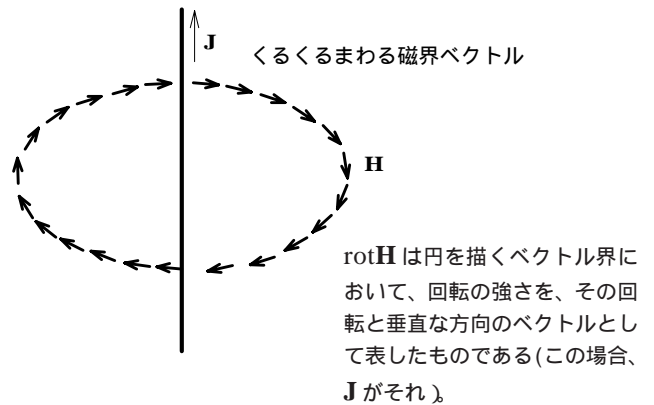 J
くるくるまわる磁界ベクトル
H
rotHは円を描くベクトル界に
おいて、回転の強さを、その回
転と垂直な方向のベクトルとし
て表したものである(この場合、
Jがそれ)。